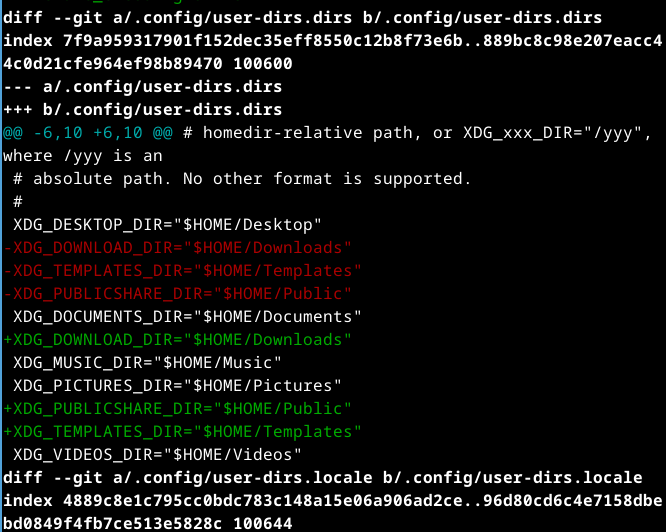 diff --git a/.config/user-dirs.dirs b/.config/user-dirs.dirs
index 7f9a959317901f152dec35eff8550c12b8f73e6b..889bc8c98e207eacc4
4c0d21cfe964ef98b89470 100600
--- a/.config/user-dirs.dirs
+++ b/.config/user-dirs.dirs
@@ -6,10 +6,10 @@ # homedir-relative path, or XDG_xxx_DIR="/yyy",
where /yyy is an
 # absolute path. No other format is supported.
 #
 XDG_DESKTOP_DIR="$HOME/Desktop"
-XDG_DOWNLOAD_DIR="$HOME/Downloads"
-XDG_TEMPLATES_DIR="$HOME/Templates"
-XDG_PUBLICSHARE_DIR="$HOME/Public"
 XDG_DOCUMENTS_DIR="$HOME/Documents"
+XDG_DOWNLOAD_DIR="$HOME/Downloads"
 XDG_MUSIC_DIR="$HOME/Music"
 XDG_PICTURES_DIR="$HOME/Pictures"
+XDG_PUBLICSHARE_DIR="$HOME/Public"
+XDG_TEMPLATES_DIR="$HOME/Templates"
 XDG_VIDEOS_DIR="$HOME/Videos"
diff --git a/.config/user-dirs.locale b/.config/user-dirs.locale
index 4889c8e1c795cc0bdc783c148a15e06a906ad2ce..96d80cd6c4e7158dbe
bd0849f4fb7ce513e5828c 100644